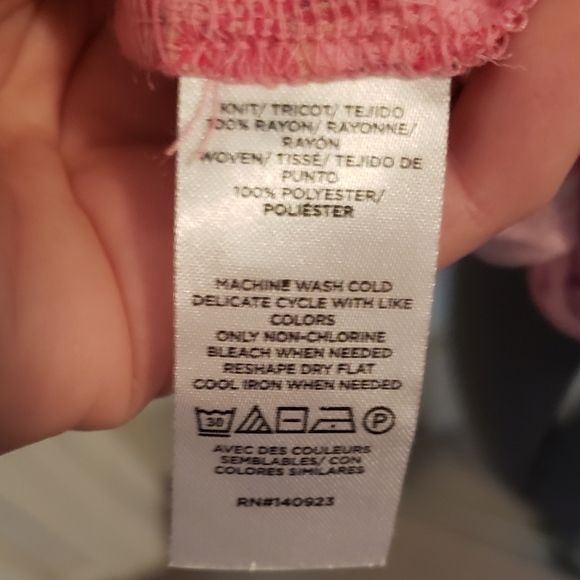 KNIT/ TRICOT/ TEJIDO
100% RAYON/ RAYONNE/
RAYÓN
WOVEN/ TISSÉ/ TEJIDO DE
PUNTO
100% POLYESTER/
POLIÉSTER
MACHINE WASH COLD
DELICATE CYCLE WITH LIKE
COLORS
ONLY NON-CHLORINE
BLEACH WHEN NEEDED
RESHAPE DRY FLAT
COOL IRON WHEN NEEDED
30 P
AVEC DES COULEURS
SEMBLABLES/ CON
COLORES SIMILARES
RN#140923